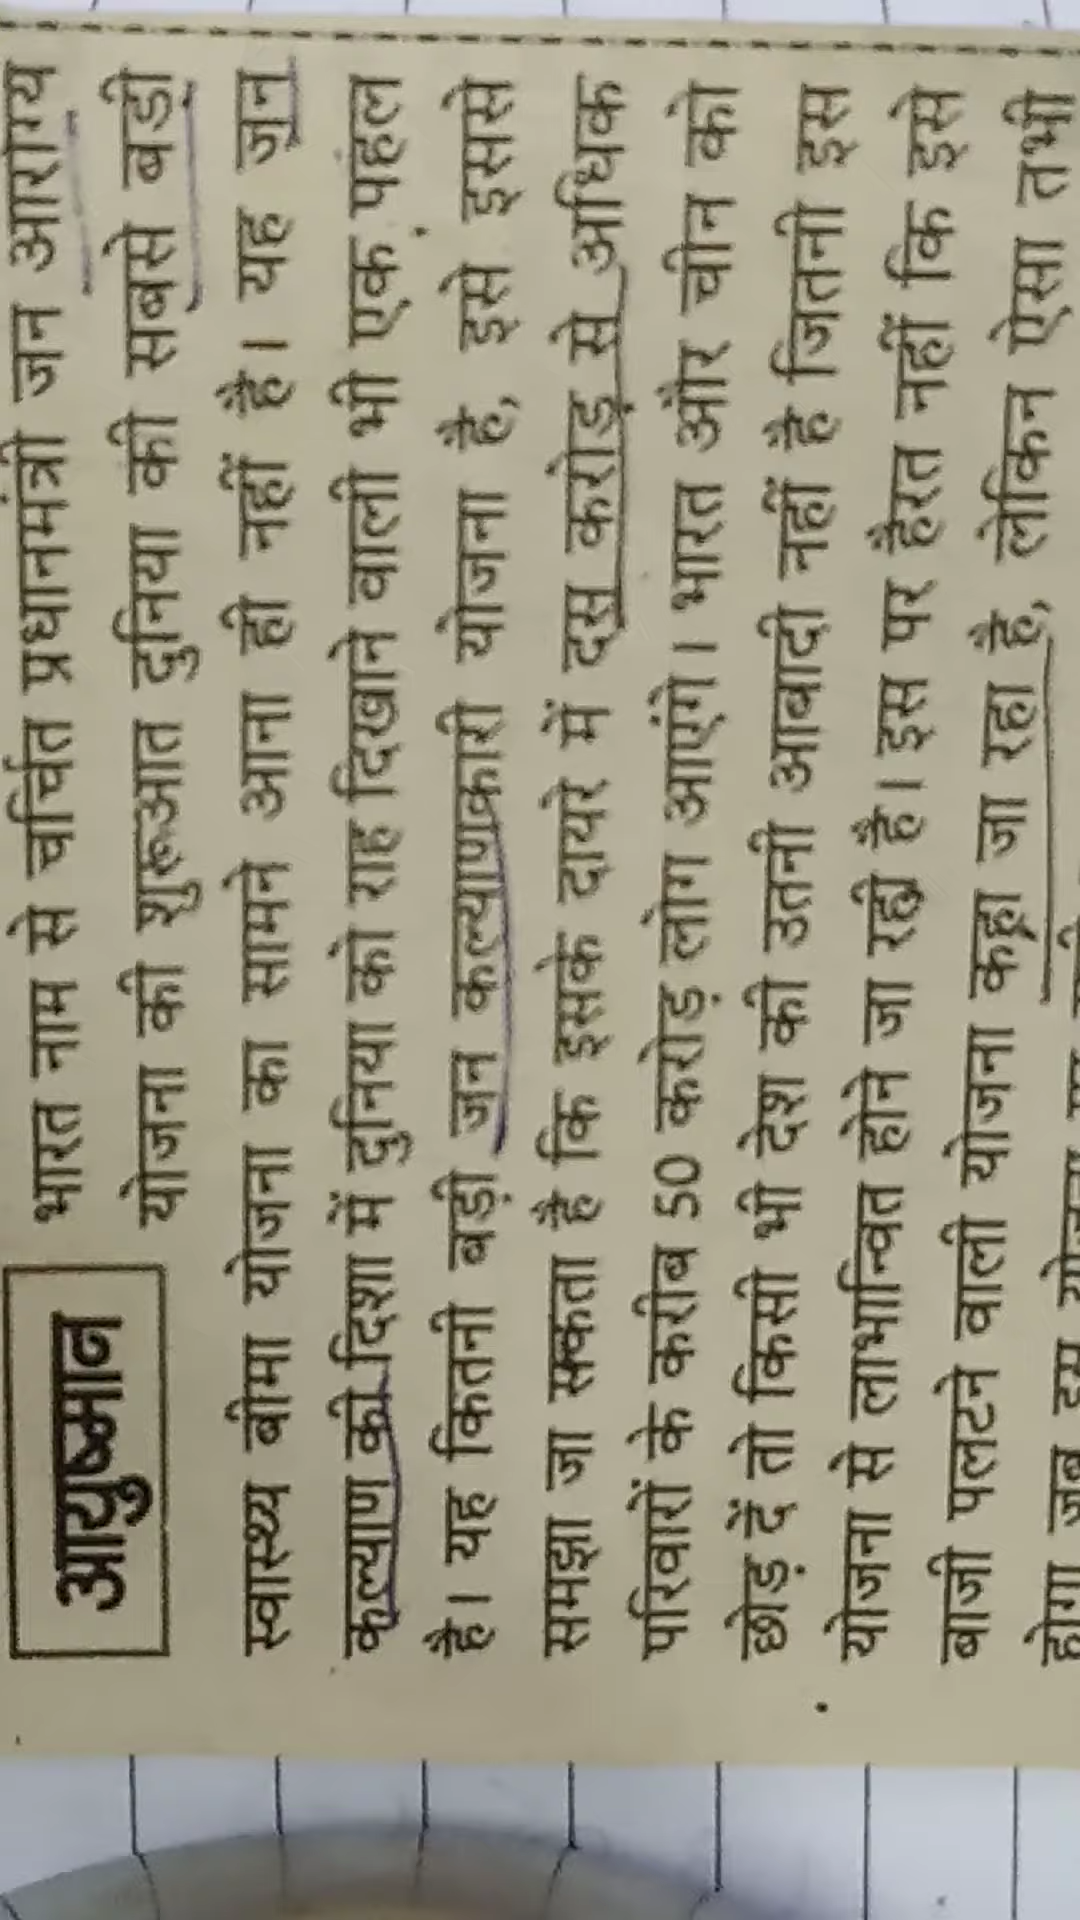 आयुष्मान
भारत नाम से चर्चित प्रधानमंत्री जन आरोग्य
योजना की शुरूआत दुनिया की सबसे बड़ी
स्वास्थ्य बीमा योजना का सामने आना ही नहीं है। यह जन
कल्याण की दिशा में दुनिया को राह दिखाने वाली भी एक पहल
है। यह कितनी बड़ी जन कल्याणकारी योजना है, इसे इससे
समझा जा सकता है कि इसके दायरे में दस करोड़ से अधिक
परिवारों के करीब 50 करोड़ लोग आएंगे। भारत और चीन को
छोड़ दें तो किसी भी देश की उतनी आबादी नहीं है जितनी इस
योजना से लाभान्वित होने जा रही है। इस पर हैरत नहीं कि इसे
बाजी पलटने वाली योजना कहा जा रहा है, लेकिन ऐसा तभी
होगा जब इस योजना